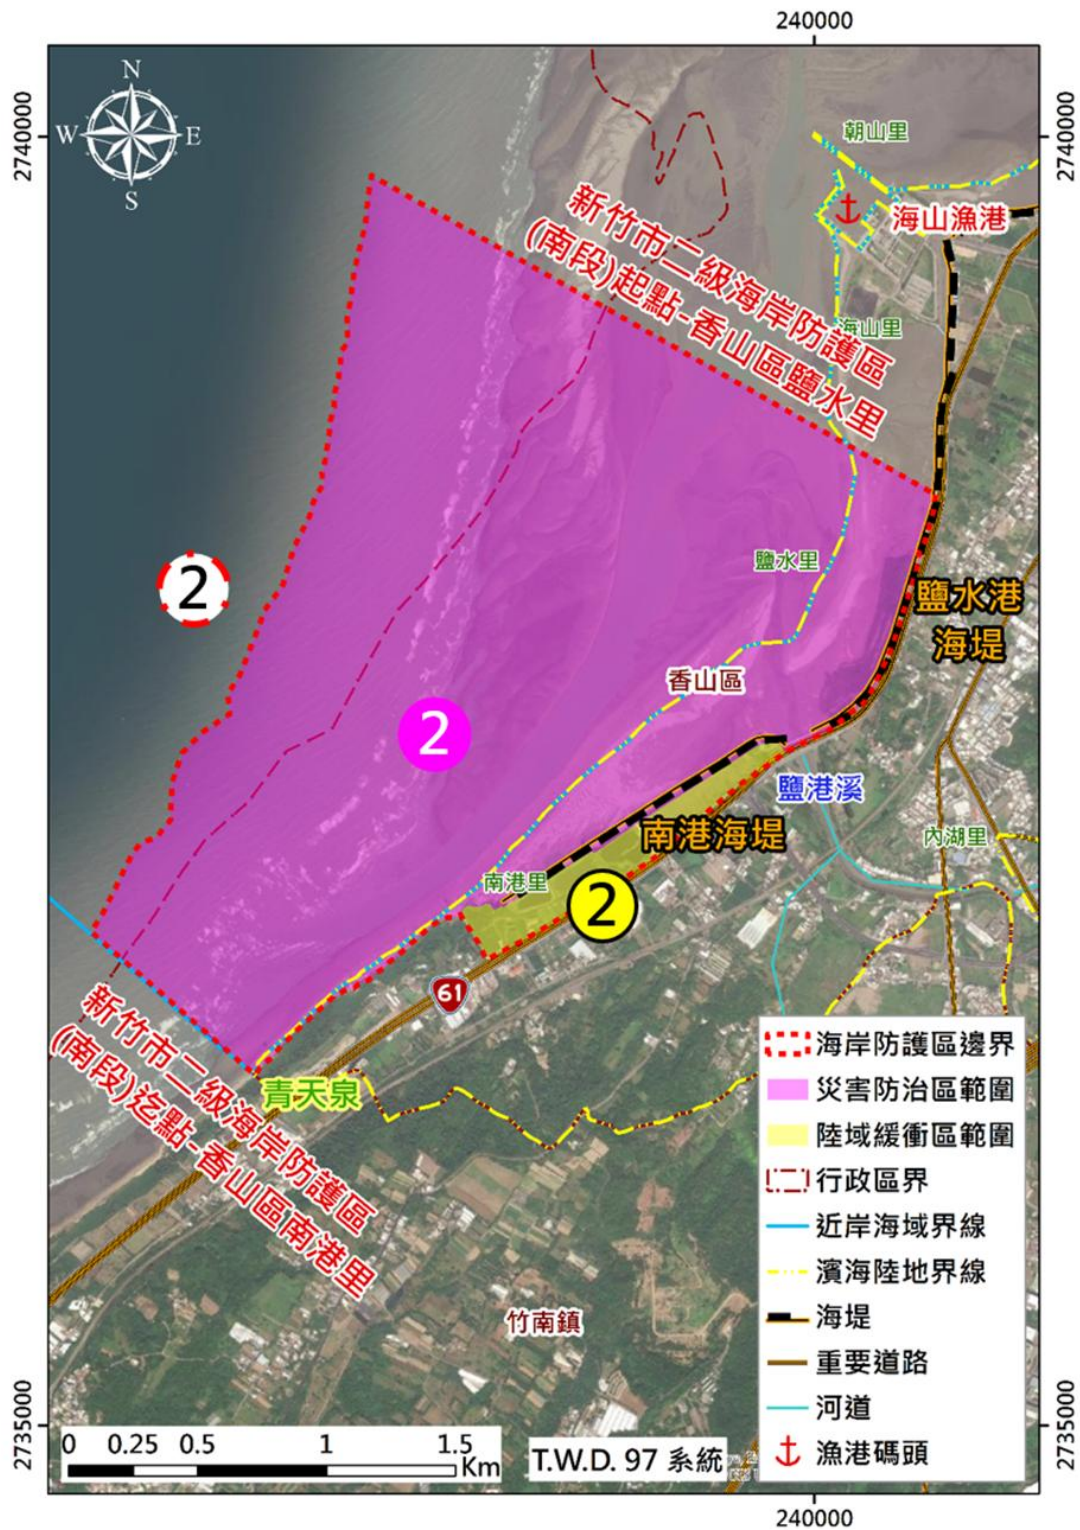 240000
2740000
2740000
N
W
E
S
朝山里
海山漁港
新竹市二級海岸防護區
(南段)起點-香山區鹽水里
海山里
鹽水里
2
鹽水港
海堤
香山區
2
鹽港溪
南港海堤
內湖里
南港里
2
61
新竹市二級海岸防護區
(南段)迄點-香山區南港里
青天泉
竹南鎮
海岸防護區邊界
災害防治區範圍
陸域緩衝區範圍
行政區界
近岸海域界線
濱海陸地界線
海堤
重要道路
河道
漁港碼頭
2735000
2735000
0 0.25 0.5 1 1.5
Km
T.W.D. 97 系統
240000